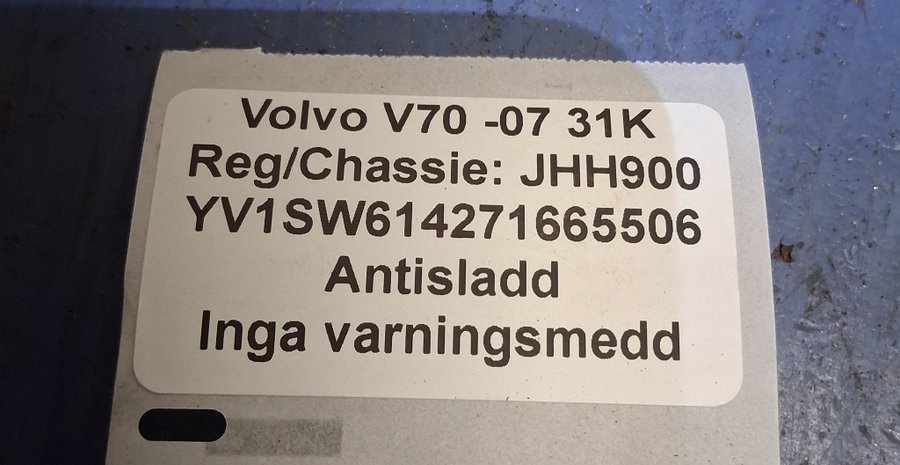 Volvo V70 -07 31K
Reg/Chassie: JHH900
YV1SW614271665506
Antisladd
Inga varningsmedd